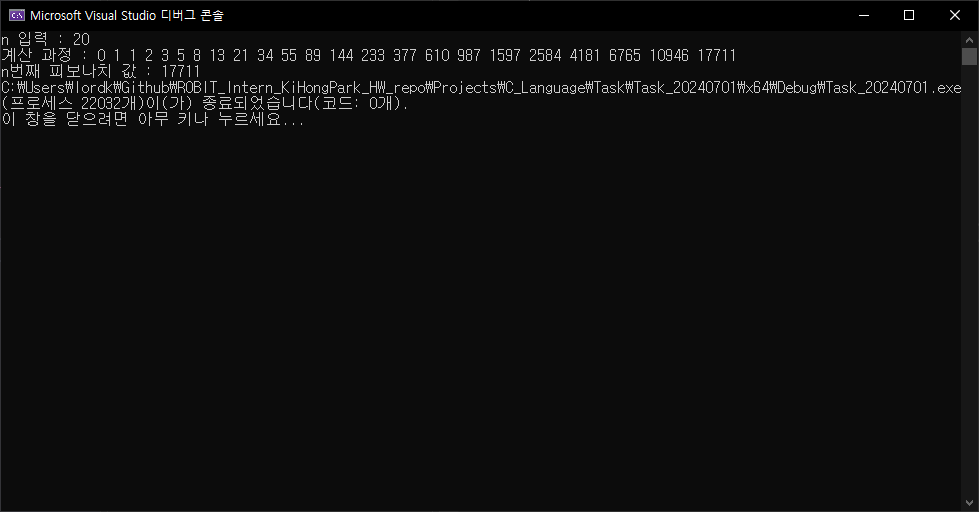 Microsoft Visual Studio 디버그 콘솔
n 입력 : 20
계산 과정 : 0 1 1 2 3 5 8 13 21 34 55 89 144 233 377 610 987 1597 2584 4181 6765 10946 17711
n번째 피보나치 값 : 17711
C:₩Users₩lordk₩Github₩ROBIT_Intern_KiHongPark_HW_repo₩Projects₩C_Language₩Task₩Task_20240701₩x64₩Debug₩Task_20240701.exe
(프로세스 22032개)이(가) 종료되었습니다(코드: 0개).
이 창을 닫으려면 아무 키나 누르세요...